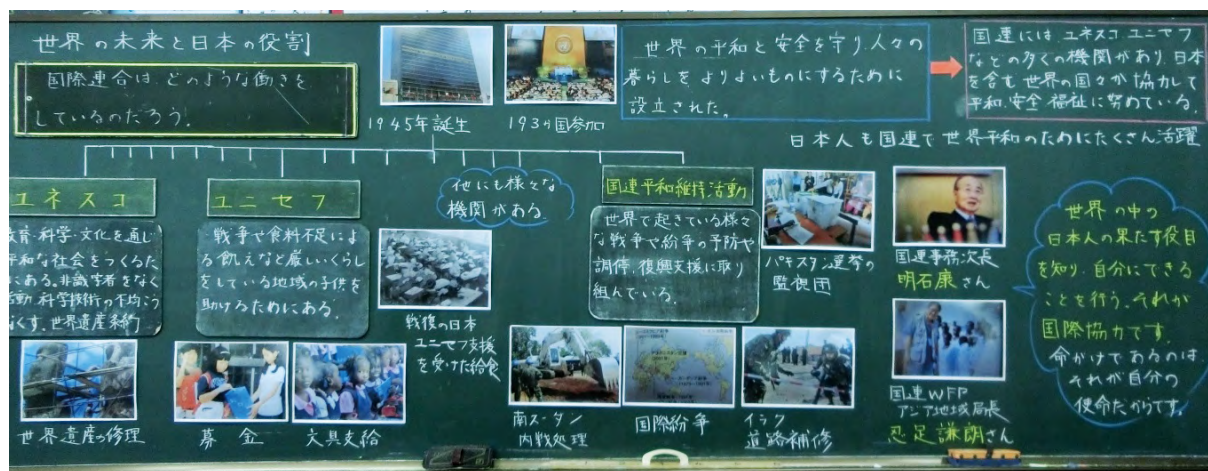 世界の未来と日本の役割
国際連合は、どのような働きを
しているのだろう。
1945年誕生
193か国参加
世界の平和と安全を守り、人々の
暮らしをよりよいものにするために
設立された。
国連には、ユネスコ、ユニセフ
などの多くの機関があり、日本
を含む世界の国々が協力して
平和、安全、福祉に努めている。
日本人も国連で世界平和のためにたくさん活躍
ユネスコ
教育・科学・文化を通じ
平和な社会をつくるた
にある。非識字者をなく
活動、科学技術の不均こう
なくす。世界遺産条約
世界遺産の修理
ユニセフ
戦争や食料不足によ
る飢えなど厳しいくらし
をしている地域の子供を
助けるためにある。
募金
文具支給
他にも様々な
機関がある
戦後の日本
ユニセフ支援
を受けた給食
国連平和維持活動
世界で起きている様々
な戦争や紛争の予防や
調停、復興支援に取り
組んでいる。
南スーダン
内戦処理
国際紛争
イラク
道路補修
パキスタン選挙の
監視団
国連事務次長
明石康さん
国連WFP
アジア地域局長
忍足謙朗さん
世界の中の
日本人の果たす役目
を知り、自分にできる
ことを行う。それが
国際協力です。
命がけであるのは、
それが自分の
使命だからです。